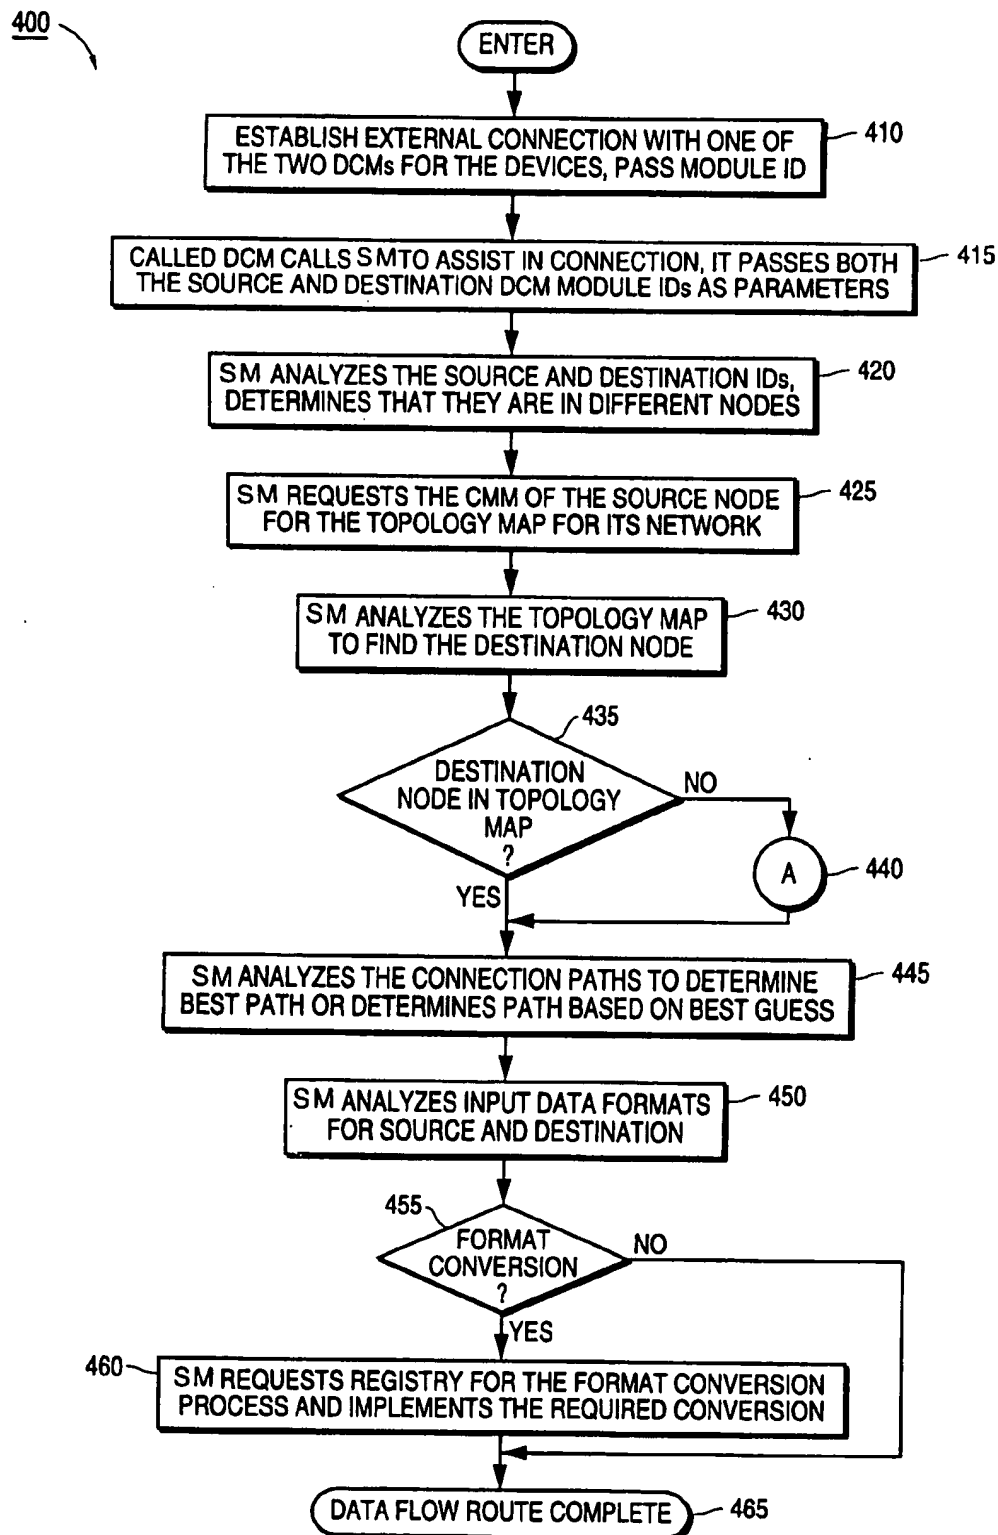 400
ENTER
ESTABLISH EXTERNAL CONNECTION WITH ONE OF
THE TWO DCMs FOR THE DEVICES, PASS MODULE ID
410
CALLED DCM CALLS SM TO ASSIST IN CONNECTION, IT PASSES BOTH
THE SOURCE AND DESTINATION DCM MODULE IDs AS PARAMETERS
415
SM ANALYZES THE SOURCE AND DESTINATION IDs,
DETERMINES THAT THEY ARE IN DIFFERENT NODES
420
SM REQUESTS THE CMM OF THE SOURCE NODE
FOR THE TOPOLOGY MAP FOR ITS NETWORK
425
SM ANALYZES THE TOPOLOGY MAP
TO FIND THE DESTINATION NODE
430
435
DESTINATION
NODE IN TOPOLOGY
MAP
?
NO
A
440
YES
SM ANALYZES THE CONNECTION PATHS TO DETERMINE
BEST PATH OR DETERMINES PATH BASED ON BEST GUESS
445
SM ANALYZES INPUT DATA FORMATS
FOR SOURCE AND DESTINATION
450
455
FORMAT
CONVERSION
?
NO
YES
460
SM REQUESTS REGISTRY FOR THE FORMAT CONVERSION
PROCESS AND IMPLEMENTS THE REQUIRED CONVERSION
DATA FLOW ROUTE COMPLETE
465